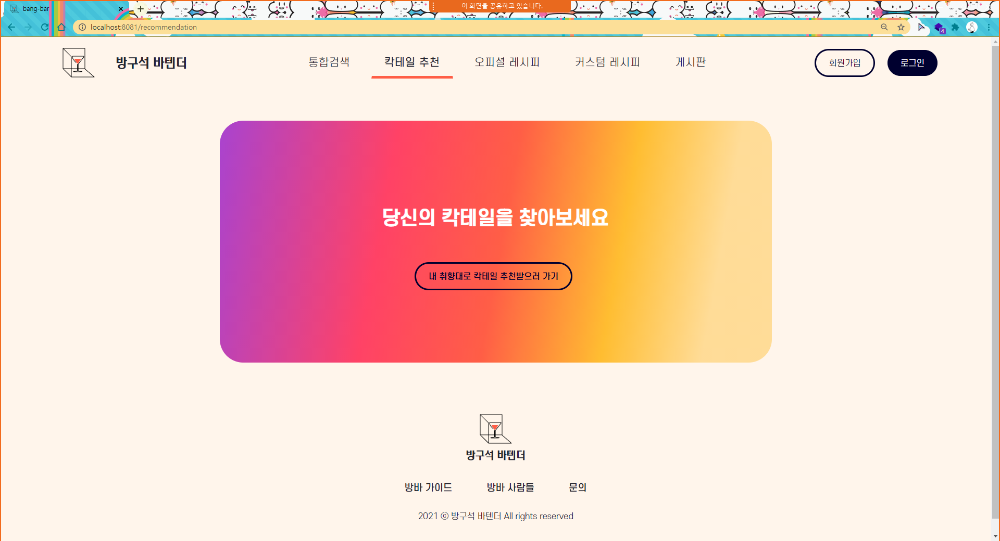 bang-bar
이 화면을 공유하고 있습니다.
localhost:8081/recommendation
4
방구석 바텐더
통합검색
칵테일 추천
오피셜 레시피
커스텀 레시피
게시판
회원가입
로그인
당신의 칵테일을 찾아보세요
내 취향대로 칵테일 추천받으러 가기
방구석 바텐더
방바 가이드
방바 사람들
문의
2021 ⓒ 방구석 바텐더 All rights reserved